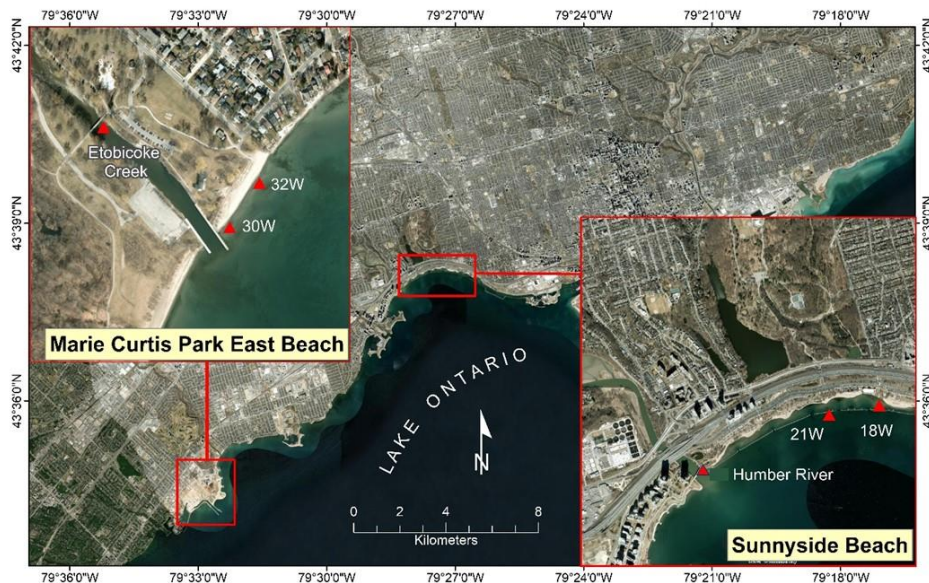 79°36'0"W 79°33'0"W 79°30'0"W 79°27'0"W 79°24'0"W 79°21'0"W 79°18'0"W
43°42'0"N 43°42'0"N
Etobicoke
Creek
32W
30W
43°39'0"N 43°39'0"N
Marie Curtis Park East Beach
LAKE ONTARIO
43°36'0"N 43°36'0"N
21W 18W
N
Humber River
0 2 4 8
Kilometers
Sunnyside Beach
79°36'0"W 79°33'0"W 79°30'0"W 79°27'0"W 79°24'0"W 79°21'0"W 79°18'0"W